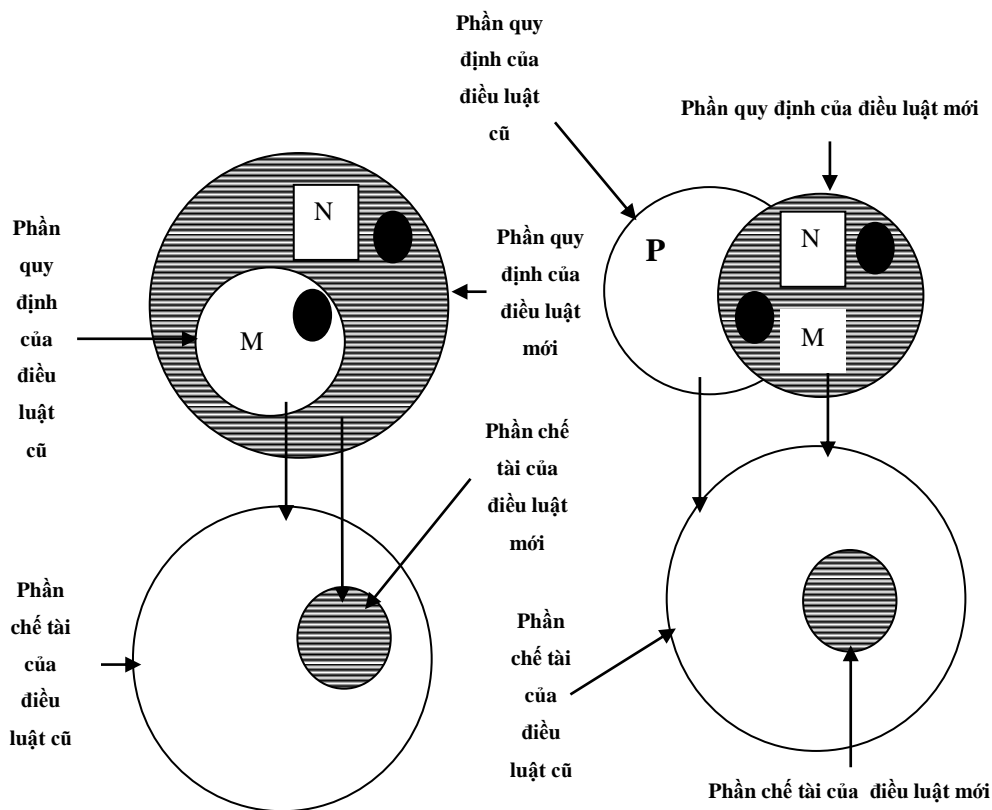 Phần quy
định của
điều luật
cũ
Phần quy định của điều luật mới
Phần
quy
định
của
điều
luật
cũ
N
M
Phần quy
định của
điều luật
mới
P
N
M
Phần chế
tài của
điều luật
mới
Phần
chế tài
của
điều
luật cũ
Phần
chế tài
của
điều
luật cũ
Phần chế tài của điều luật mới